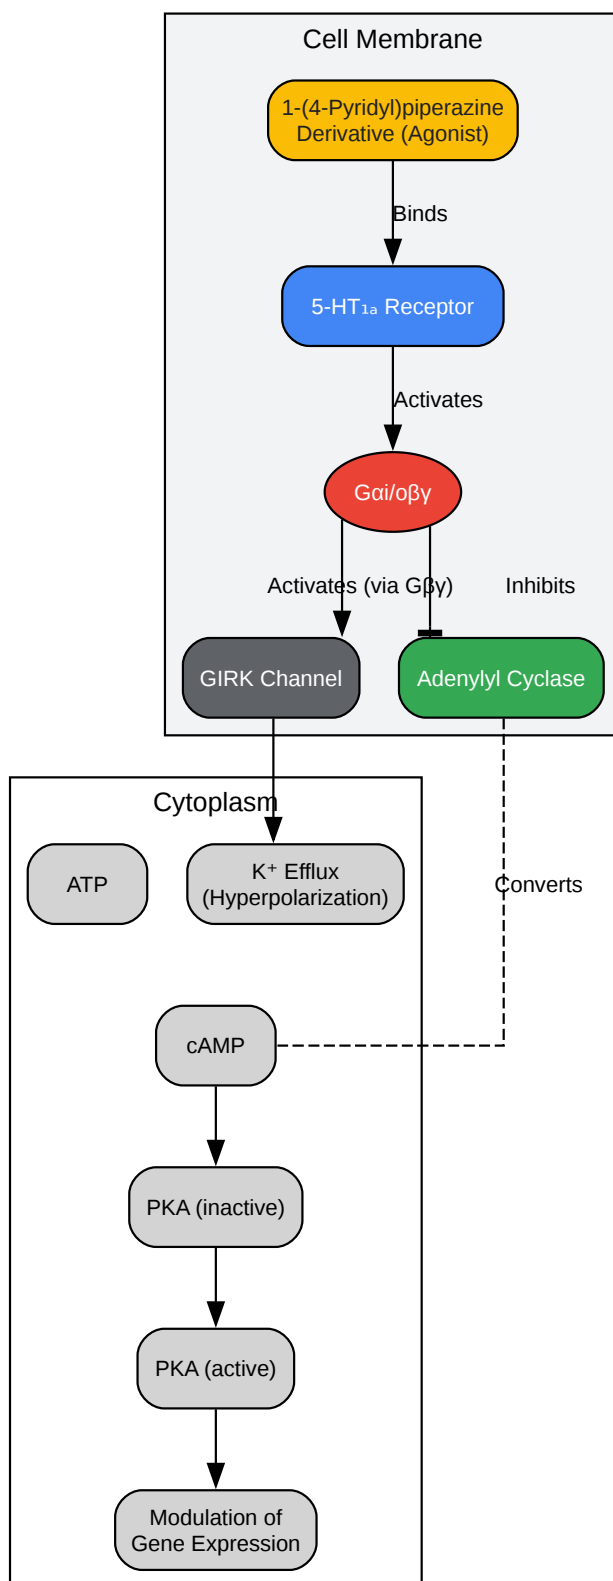 Cell Membrane
1-(4-Pyridyl)piperazine
Derivative (Agonist)
Binds
5-HT₁ₐ Receptor
Activates
Gαi/oβγ
Activates (via Gβγ)
Inhibits
GIRK Channel
Adenylyl Cyclase
Cytoplasm
ATP
K⁺ Efflux
(Hyperpolarization)
Converts
cAMP
PKA (inactive)
PKA (active)
Modulation of
Gene Expression